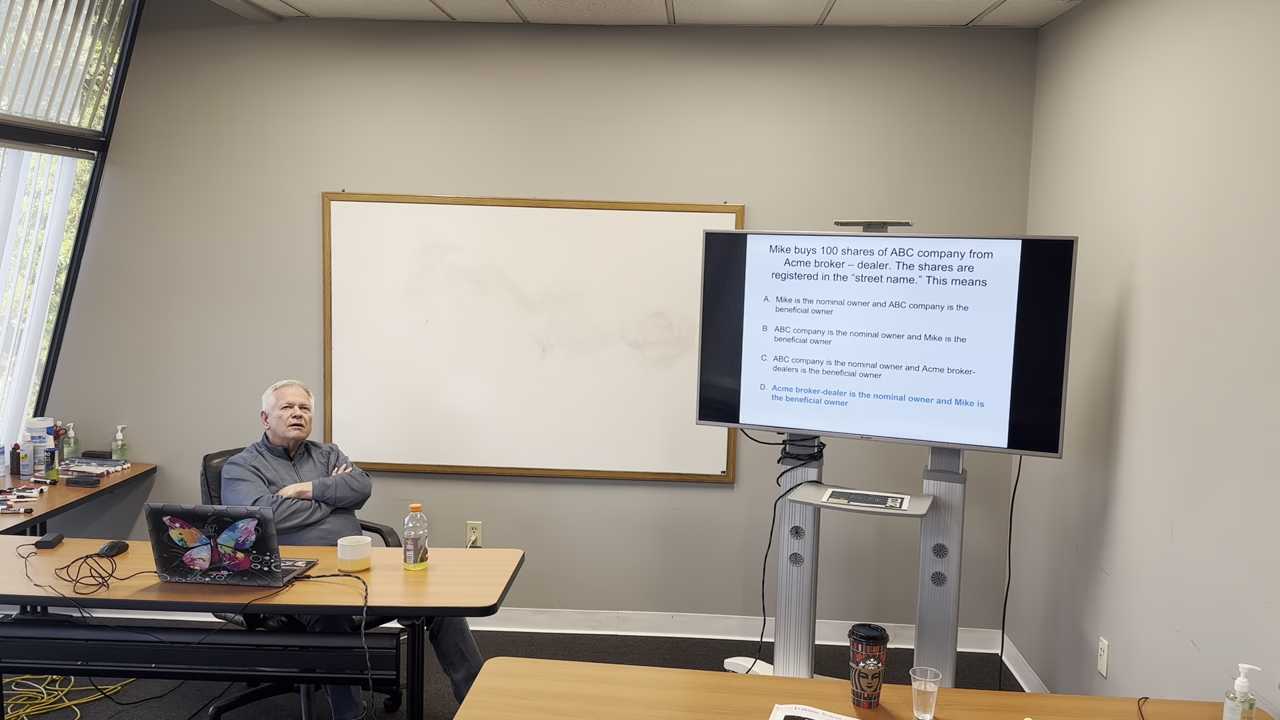 Mike buys 100 shares of ABC company from
Acme broker – dealer. The shares are
registered in the “street name.” This means
A. Mike is the nominal owner and ABC company is the
beneficial owner
B. ABC company is the nominal owner and Mike is the
beneficial owner
C. ABC company is the nominal owner and Acme broker-
dealers is the beneficial owner
D. Acme broker-dealer is the nominal owner and Mike is
the beneficial owner